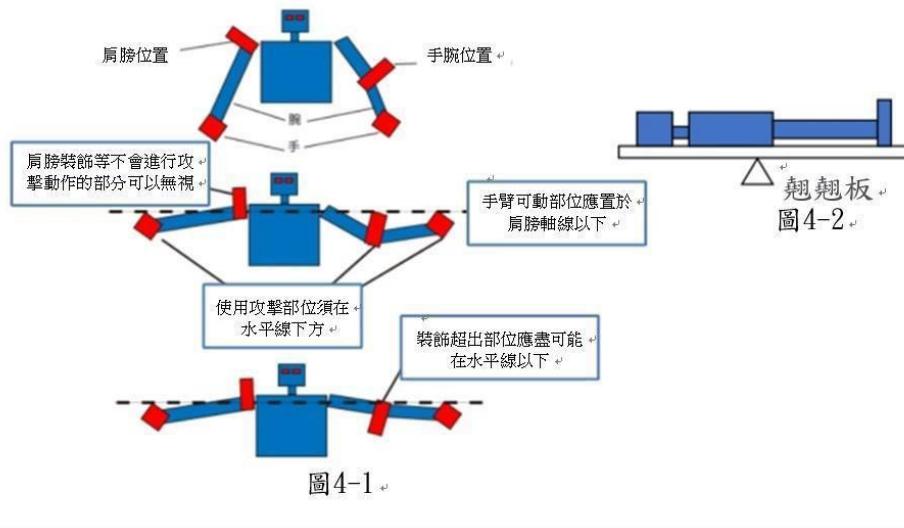 肩膀位置
手腕位置
腕
手
肩膀裝飾等不會進行攻
擊動作的部分可以無視
手臂可動部位應置於
肩膀軸線以下
翹翹板
圖4-2
使用攻擊部位須在
水平線下方
裝飾超出部位應盡可能
在水平線以下
圖4-1